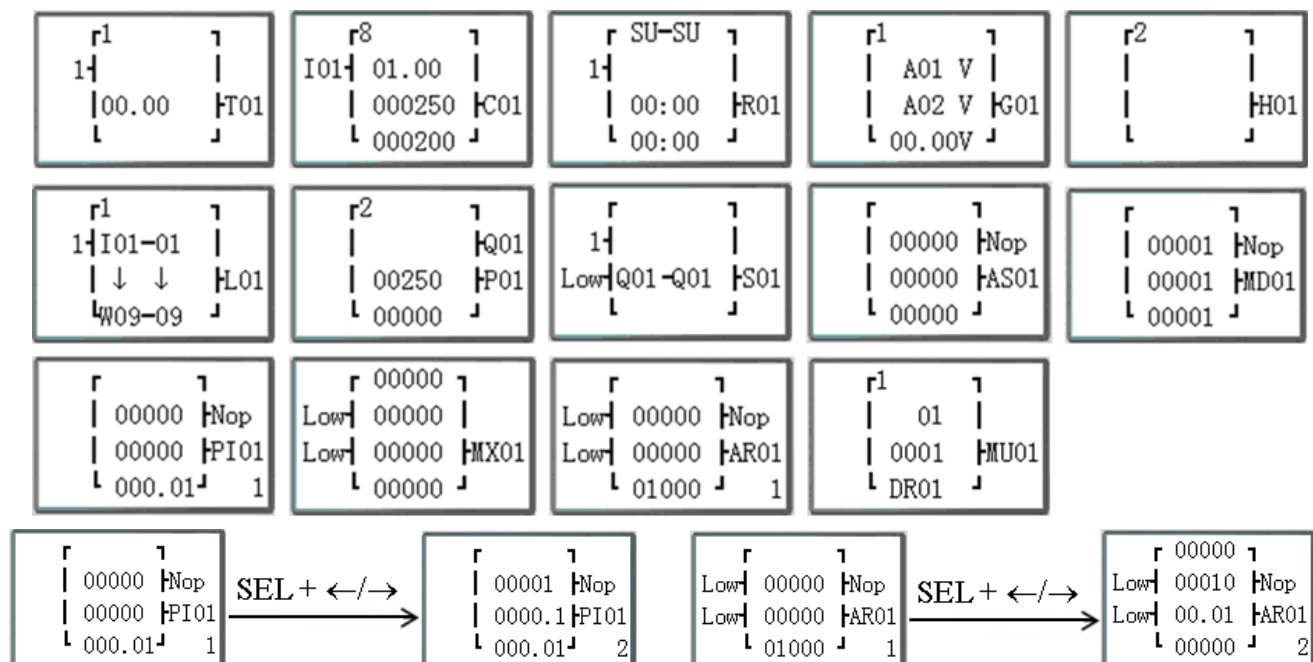 1
1
00.00 T01
8
I01 01.00
000250 C01
000200
SU-SU
1
00:00 R01
00:00
1
A01 V
A02 V G01
00.00V
2
H01
1
1 I01-01
↓ ↓ L01
W09-09
2
Q01
00250 P01
00000
1
Low Q01-Q01 S01
00000 Nop
00000 AS01
00000
00001 Nop
00001 MD01
00001
00000 Nop
00000 PI01
000.01 1
00000
Low 00000
Low 00000 MX01
00000
Low 00000 Nop
Low 00000 AR01
01000 1
1
01
0001 MU01
DR01
00000 Nop
00000 PI01
000.01 1
SEL + ←/→
00001 Nop
0000.1 PI01
000.01 2
Low 00000 Nop
Low 00000 AR01
01000 1
SEL + ←/→
00000
Low 00010 Nop
Low 00.01 AR01
00000 2